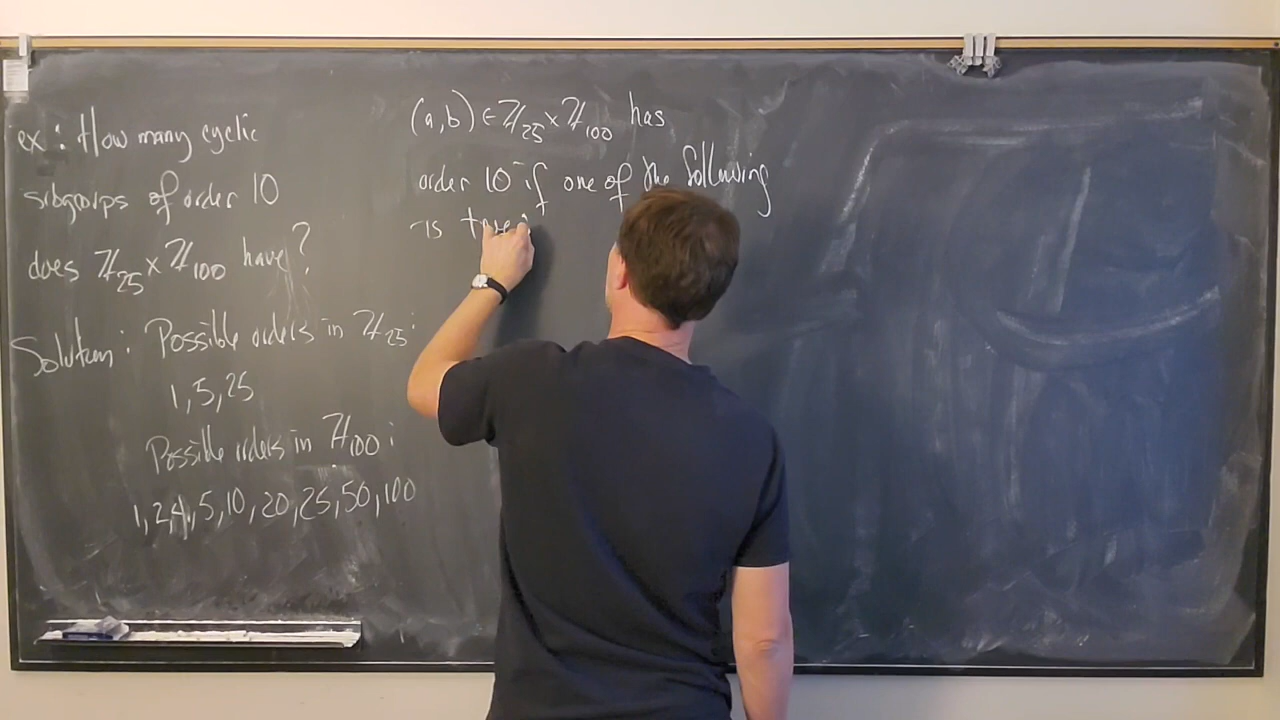 ex: How many cyclic
subgroups of order 10
does ℤ₂₅ × ℤ₁₀₀ have?
Solution: Possible orders in ℤ₂₅:
1, 5, 25
Possible orders in ℤ₁₀₀:
1, 2, 4, 5, 10, 20, 25, 50, 100
(a,b) ∈ ℤ₂₅ × ℤ₁₀₀ has
order 10 if one of the following
is true: